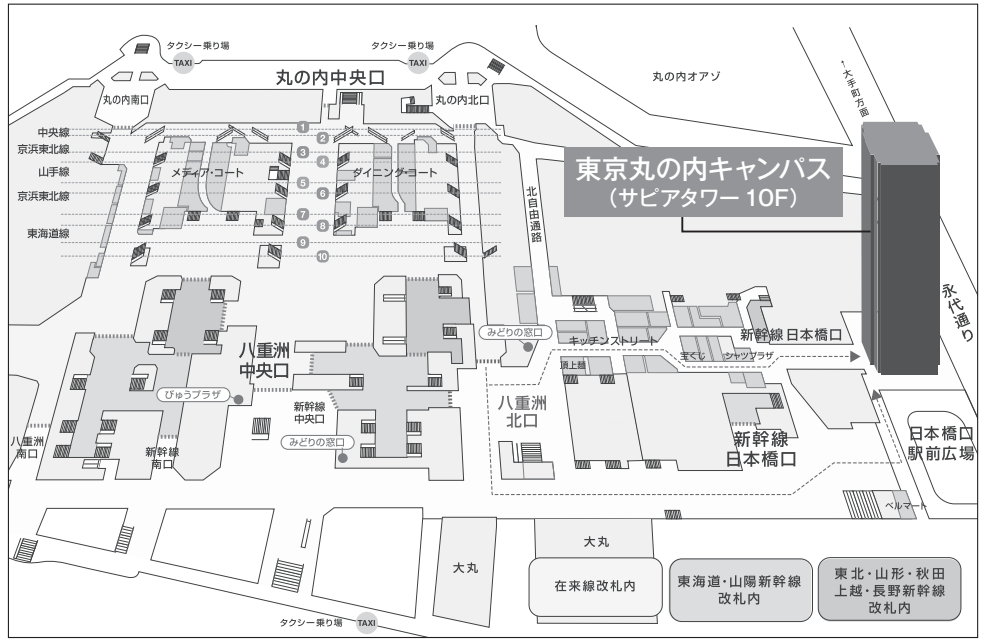 タクシー乗り場
TAXI
タクシー乗り場
TAXI
丸の内中央口
丸の内南口
丸の内北口
丸の内オアゾ
↑大手町方面
中央線
京浜東北線
山手線
京浜東北線
東海道線
1
2
3
4
5
6
7
8
9
10
メディア・コート
ダイニング・コート
北自由通路
東京丸の内キャンパス
(サピアタワー 10F)
永代通り
みどりの窓口
キッチンストリート
新幹線日本橋口
宝くじ
シャツプラザ
八重洲
中央口
びゅうプラザ
新幹線
中央口
みどりの窓口
八重洲
北口
新幹線
日本橋口
日本橋口
駅前広場
八重洲
南口
新幹線
南口
ベルマート
大丸
大丸
在来線改札内
東海道・山陽新幹線
改札内
東北・山形・秋田
上越・長野新幹線
改札内
タクシー乗り場
TAXI